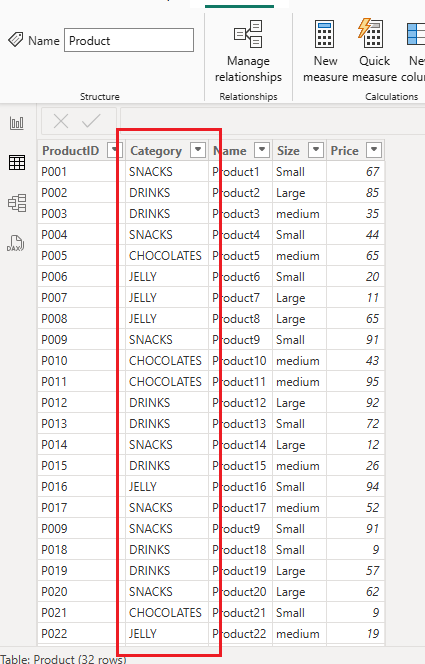 Name Product
Manage relationships
New measure
Quick measure
New colu
Structure
Relationships
Calculations
ProductID Category Name Size Price
P001 SNACKS Product1 Small 67
P002 DRINKS Product2 Large 85
P003 DRINKS Product3 medium 35
P004 SNACKS Product4 Small 44
P005 CHOCOLATES Product5 medium 65
P006 JELLY Product6 Small 20
P007 JELLY Product7 Large 11
P008 JELLY Product8 Large 65
P009 SNACKS Product9 Small 91
P010 CHOCOLATES Product10 medium 43
P011 CHOCOLATES Product11 medium 95
P012 DRINKS Product12 Large 92
P013 DRINKS Product13 Small 72
P014 SNACKS Product14 Large 12
P015 DRINKS Product15 medium 26
P016 JELLY Product16 Small 94
P017 SNACKS Product17 medium 52
P009 SNACKS Product9 Small 91
P018 DRINKS Product18 Small 9
P019 DRINKS Product19 Large 57
P020 SNACKS Product20 Large 62
P021 CHOCOLATES Product21 Small 9
P022 JELLY Product22 medium 19
DAX
Table: Product (32 rows)